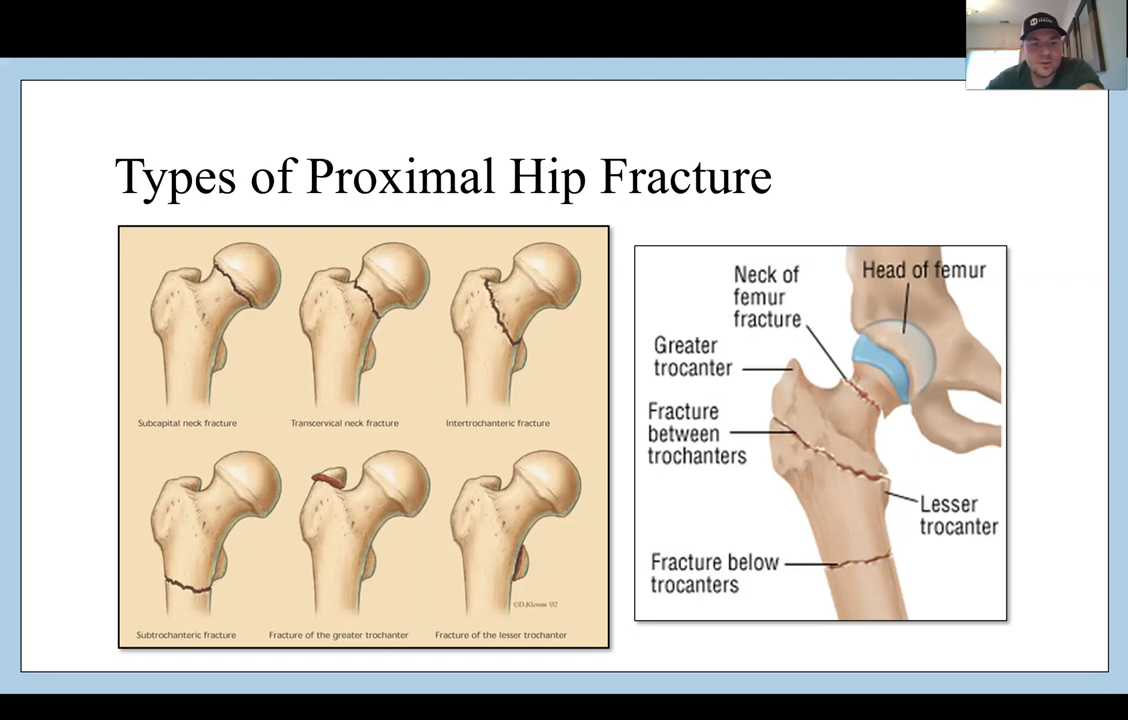 Types of Proximal Hip Fracture
Subcapital neck fracture
Transcervical neck fracture
Intertrochanteric fracture
Subtrochanteric fracture
Fracture of the greater trochanter
Fracture of the lesser trochanter
Neck of
femur
fracture
Head of femur
Greater
trocanter
Fracture
between
trochanters
Lesser
trocanter
Fracture below
trocanters